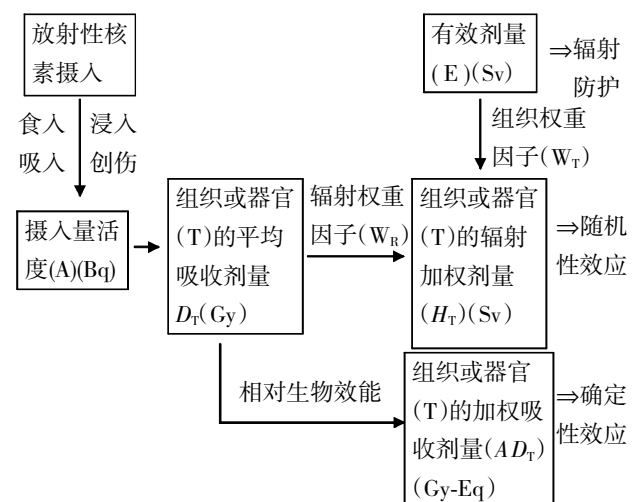 放射性核
素摄入
有效剂量
(E)(Sv)
⇒辐射
防护
食入 浸入
吸入 创伤
组织权重
因子(W_T)
摄入量活
度(A)(Bq)
组织或器官
(T)的平均
吸收剂量
D_T(Gy)
辐射权重
因子(W_R)
组织或器官
(T)的辐射
加权剂量
(H_T)(Sv)
⇒随机
性效应
相对生物效能
组织或器官
(T)的加权吸
收剂量(AD_T)
(Gy-Eq)
⇒确定
性效应